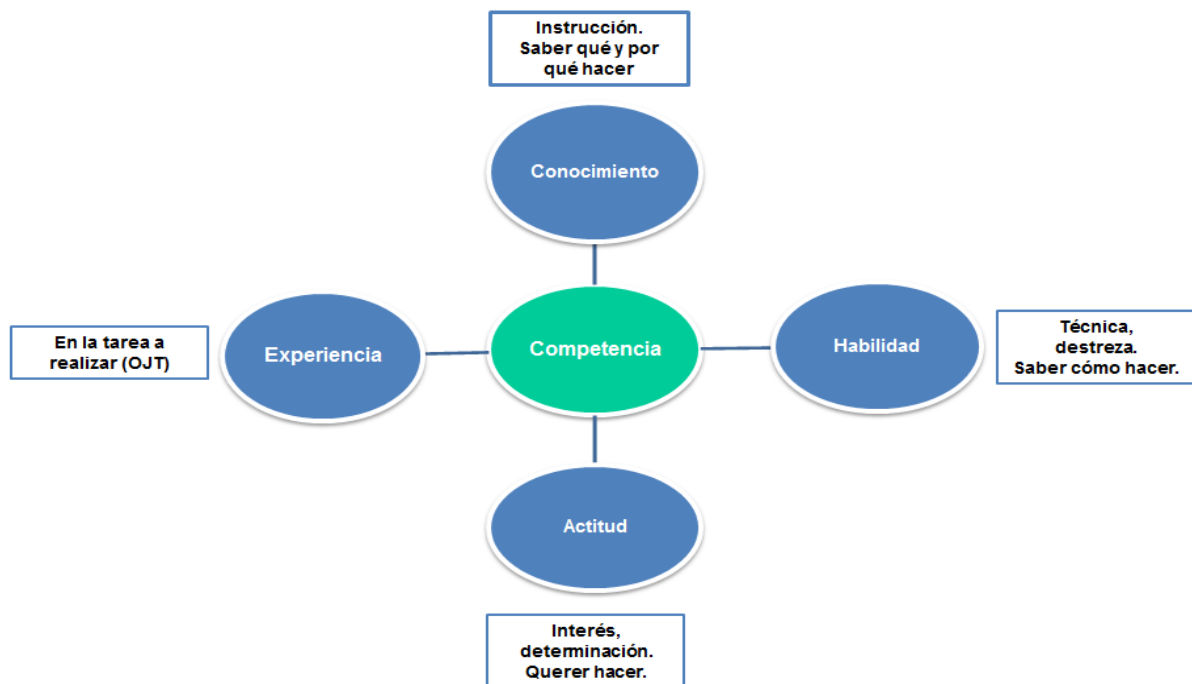 Instrucción.
Saber qué y por
qué hacer
Conocimiento
En la tarea a
realizar (OJT)
Experiencia
Competencia
Habilidad
Técnica,
destreza.
Saber cómo hacer.
Actitud
Interés,
determinación.
Querer hacer.